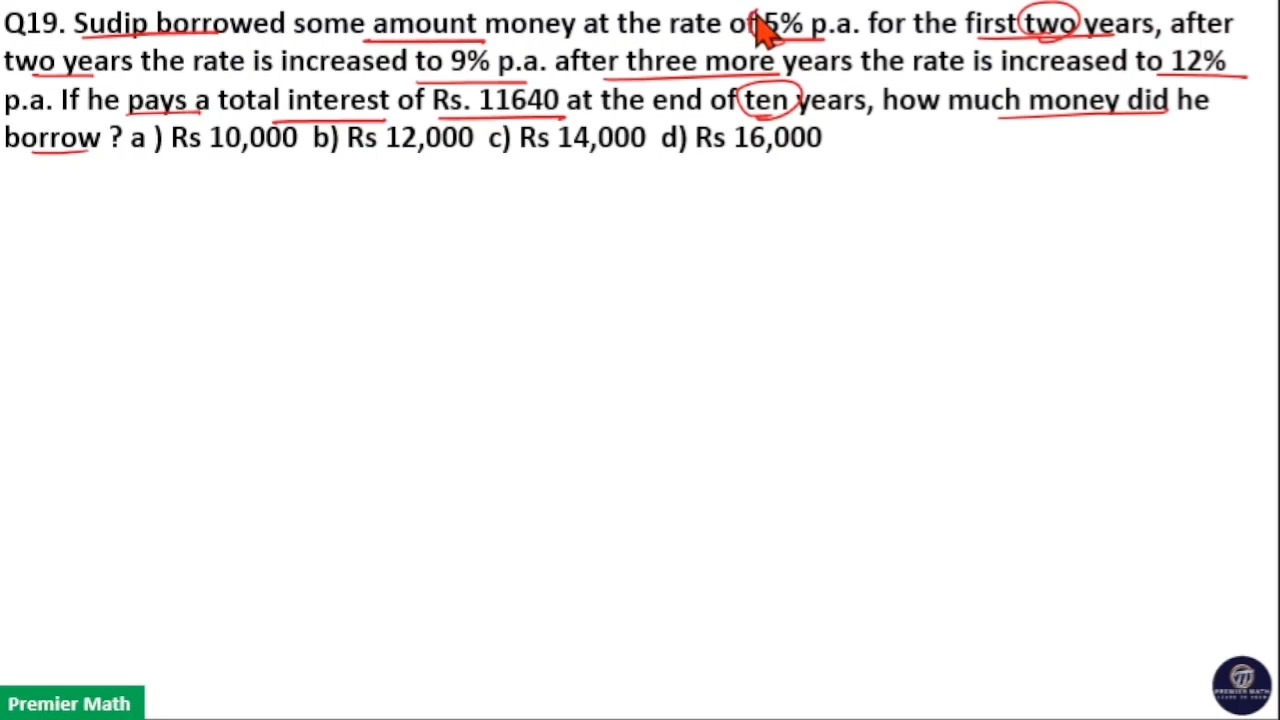 Q19. Sudip borrowed some amount money at the rate of 5% p.a. for the first two years, after
two years the rate is increased to 9% p.a. after three more years the rate is increased to 12%
p.a. If he pays a total interest of Rs. 11640 at the end of ten years, how much money did he
borrow ? a ) Rs 10,000 b) Rs 12,000 c) Rs 14,000 d) Rs 16,000
Premier Math
PREMIER MATH